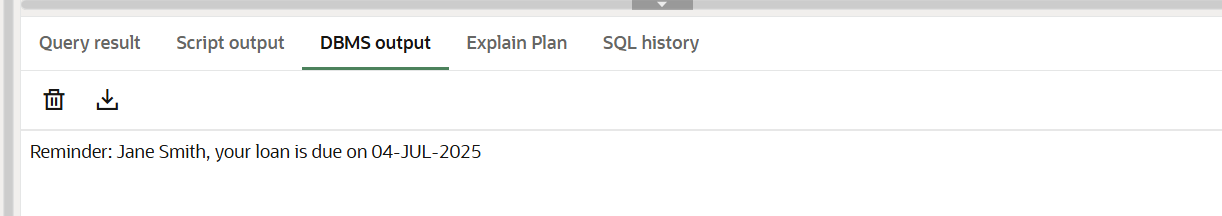 Query result Script output DBMS output Explain Plan SQL history
Reminder: Jane Smith, your loan is due on 04-JUL-2025